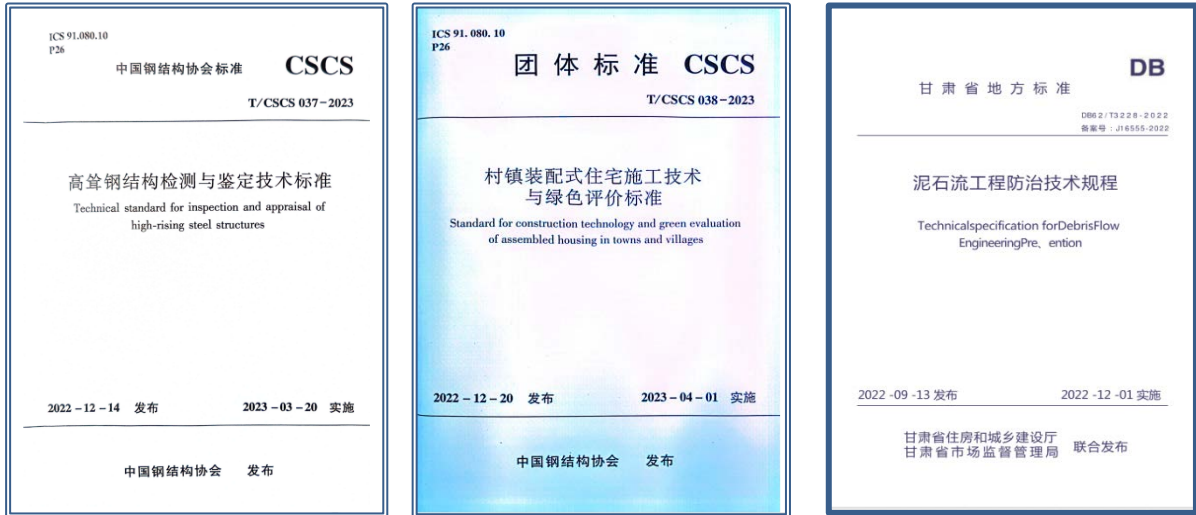 ICS 91.080.10
P26
中国钢结构协会标准 CSCS
T/CSCS 037-2023
高耸钢结构检测与鉴定技术标准
Technical standard for inspection and appraisal of
high-rising steel structures
2022-12-14 发布 2023-03-20 实施
中国钢结构协会 发布
ICS 91.080.10
P26
团体标准 CSCS
T/CSCS 038-2023
村镇装配式住宅施工技术
与绿色评价标准
Standard for construction technology and green evaluation
of assembled housing in towns and villages
2022-12-20 发布 2023-04-01 实施
中国钢结构协会 发布
DB
甘肃省地方标准
DB62/T3228-2022
备案号：J16555-2022
泥石流工程防治技术规程
Technicalspecification forDebrisFlow
EngineeringPre、ention
2022 -09 -13 发布 2022 -12 -01 实施
甘肃省住房和城乡建设厅
甘肃省市场监督管理局 联合发布